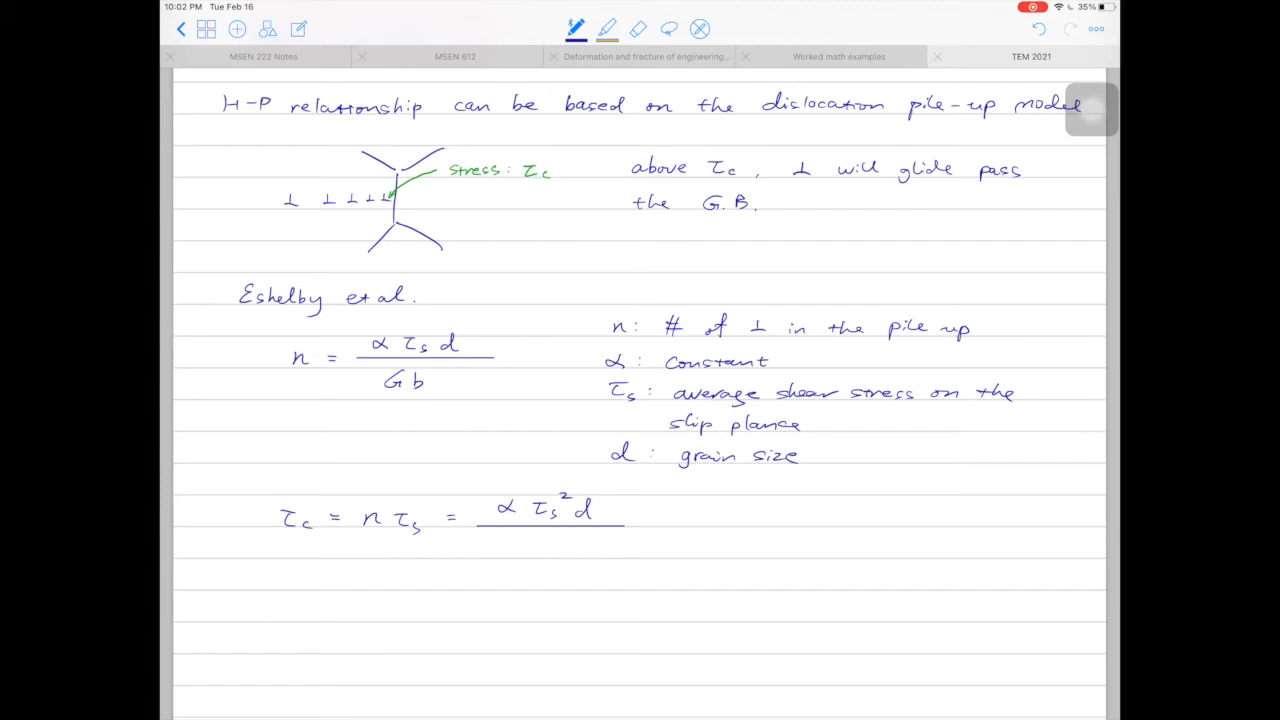 10:02 PM Tue Feb 16
35%
MSEN 222 Notes
MSEN 612
Deformation and fracture of engineering...
Worked math examples
TEM 2021
H-P relationship can be based on the dislocation pile-up model
stress: τc
above τc, ⊥ will glide pass
the G.B.
⊥ ⊥ ⊥ ⊥ ⊥
Eshelby et al.
n = α τs d / G b
n: # of ⊥ in the pile up
α: constant
τs: average shear stress on the
slip plance
d: grain size
τc = n τs = α τs² d